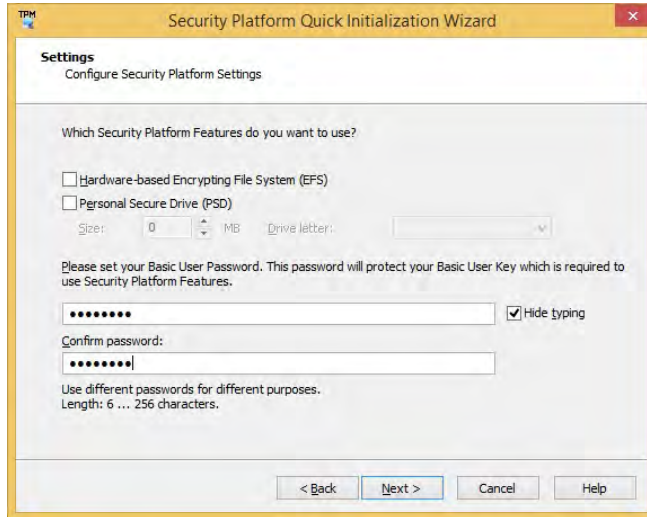 TPM
Security Platform Quick Initialization Wizard
Settings
Configure Security Platform Settings
Which Security Platform Features do you want to use?
Hardware-based Encrypting File System (EFS)
Personal Secure Drive (PSD)
Size: 0 MB Drive letter:
Please set your Basic User Password. This password will protect your Basic User Key which is required to
use Security Platform Features.
●●●●●●●● Hide typing
Confirm password:
●●●●●●●●
Use different passwords for different purposes.
Length: 6 ... 256 characters.
< Back Next > Cancel Help